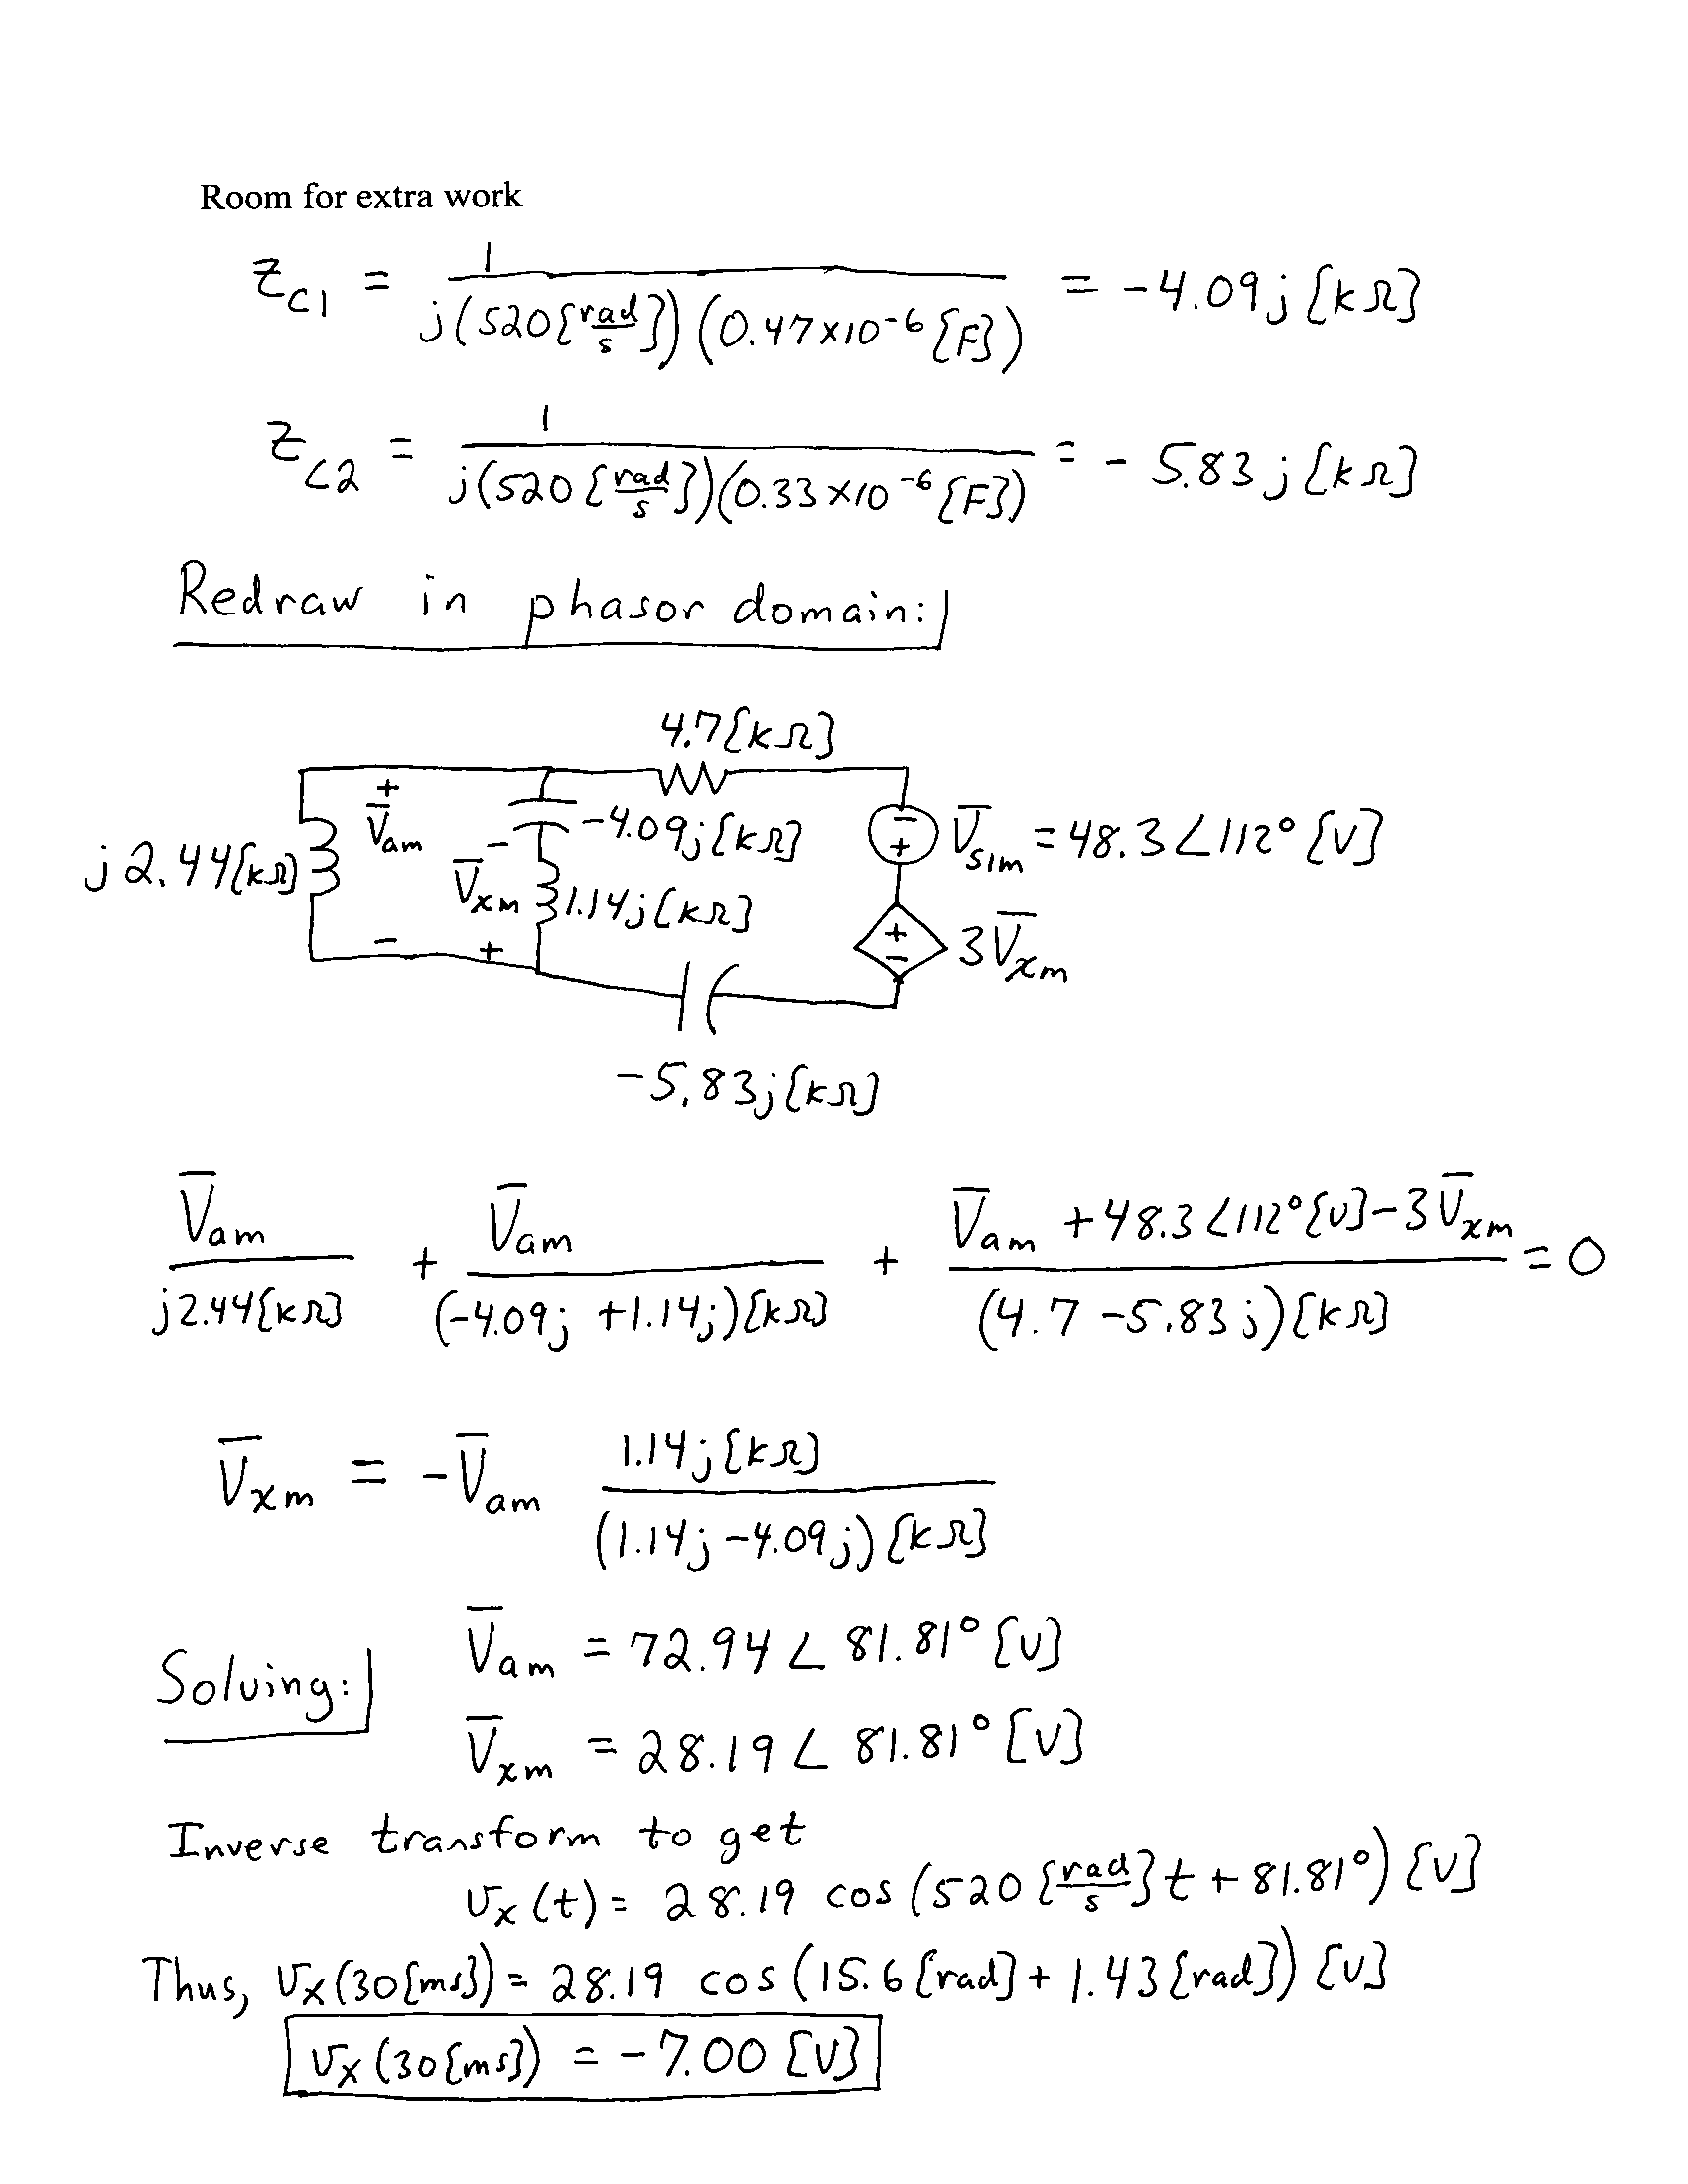 Room for extra work
Z_C1 = 1 / (j(520[rad/s])(0.47×10^-6[F])) = -4.09j[kΩ]
Z_C2 = 1 / (j(520[rad/s])(0.33×10^-6[F])) = -5.83j[kΩ]
Redraw in phasor domain:
4.7[kΩ]
+ V̄am -
-4.09j[kΩ]
- +
V̄s1m = 48.3∠112°[V]
j2.44[kΩ]
- V̄xm +
1.14j[kΩ]
+ -
3V̄xm
-5.83j[kΩ]
V̄am / j2.44[kΩ] + V̄am / (-4.09j+1.14j)[kΩ] + (V̄am+48.3∠112°[V]-3V̄xm) / (4.7-5.83j)[kΩ] = 0
V̄xm = -V̄am 1.14j[kΩ] / (1.14j-4.09j)[kΩ]
Solving: V̄am = 72.94∠81.81°[V]
V̄xm = 28.19∠81.81°[V]
Inverse transform to get
vx(t) = 28.19 cos(520[rad/s]t+81.81°)[V]
Thus, vx(30[ms]) = 28.19 cos(15.6[rad]+1.43[rad])[V]
vx(30[ms]) = -7.00[V]